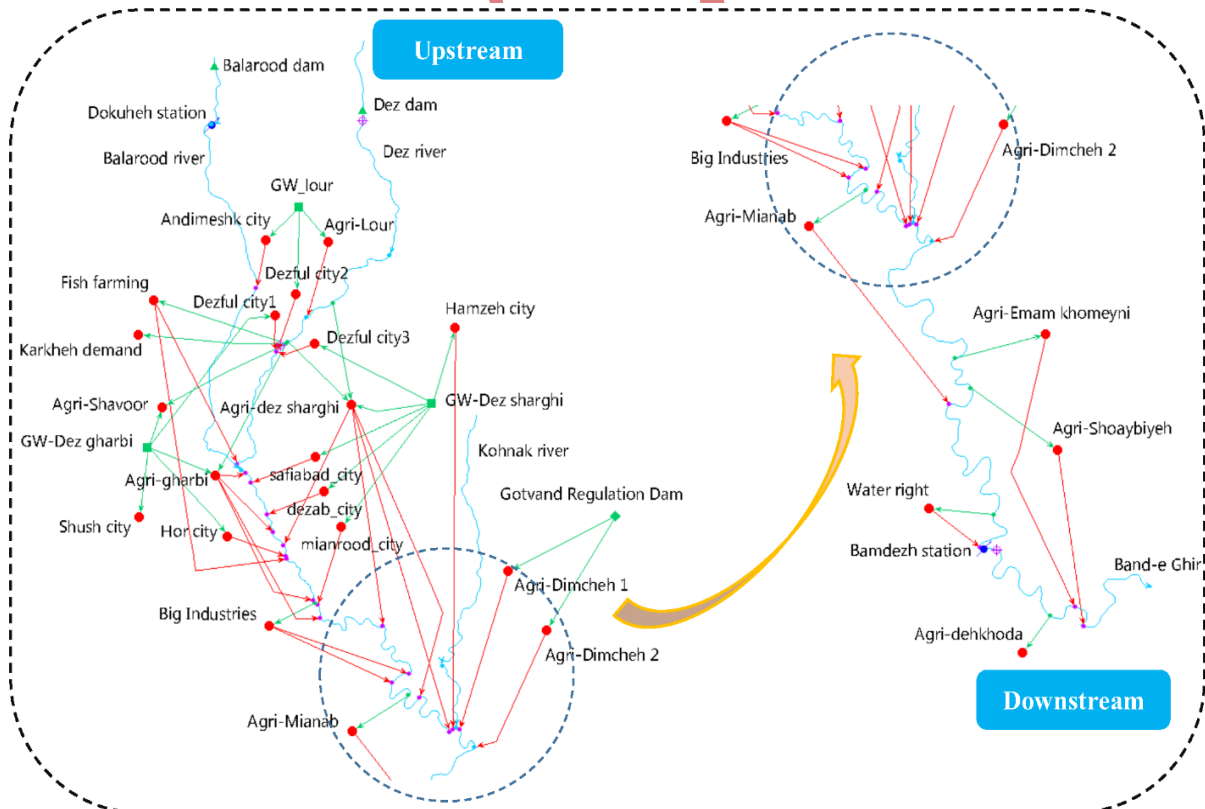 Upstream
Balarood dam
Dokuheh station
Dez dam
Balarood river
Dez river
GW_lour
Andimeshk city
Agri-Lour
Fish farming
Dezful city2
Dezful city1
Hamzeh city
Karkheh demand
Dezful city3
Agri-Shavoor
Agri-dez sharghi
GW-Dez sharghi
GW-Dez gharbi
Kohnak river
Agri-gharbi
safiabad_city
Gotvand Regulation Dam
Shush city
Hor city
dezab_city
mianrood_city
Agri-Dimcheh 1
Big Industries
Agri-Dimcheh 2
Agri-Mianab
Big Industries
Agri-Dimcheh 2
Agri-Mianab
Agri-Emam khomeyni
Agri-Shoaybiyeh
Water right
Bamdezh station
Band-e Ghir
Agri-dehkhoda
Downstream